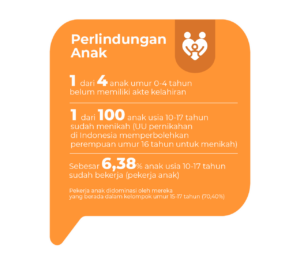 Perlindungan
Anak
1 dari 4 anak umur 0-4 tahun
belum memiliki akte kelahiran
1 dari 100 anak usia 10-17 tahun
sudah menikah (UU pernikahan
di Indonesia memperbolehkan
perempuan umur 16 tahun untuk menikah)
Sebesar 6,38% anak usia 10-17 tahun
sudah bekerja (pekerja anak)
Pekerja anak didominasi oleh mereka
yang berada dalam kelompok umur 15-17 tahun